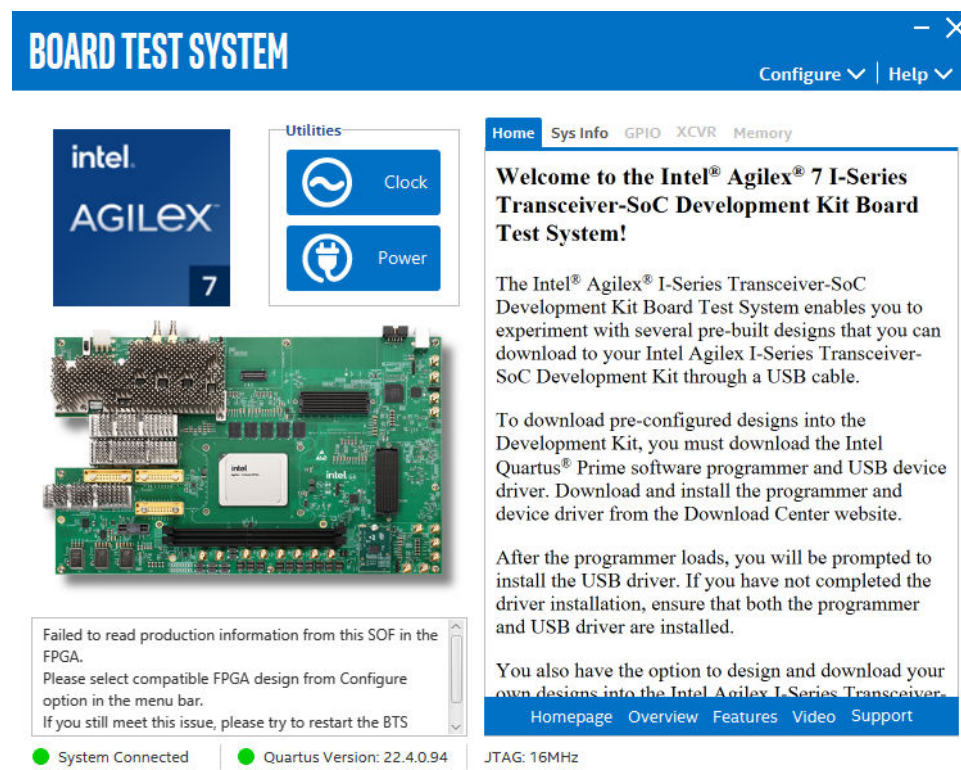 BOARD TEST SYSTEM
Configure | Help
intel.
AGILEX™
7
Utilities
Clock
Power
intel
intel
Home Sys Info GPIO XCVR Memory
Welcome to the Intel® Agilex® 7 I-Series
Transceiver-SoC Development Kit Board
Test System!
The Intel® Agilex® I-Series Transceiver-SoC
Development Kit Board Test System enables you to
experiment with several pre-built designs that you can
download to your Intel Agilex I-Series Transceiver-
SoC Development Kit through a USB cable.
To download pre-configured designs into the
Development Kit, you must download the Intel
Quartus® Prime software programmer and USB device
driver. Download and install the programmer and
device driver from the Download Center website.
After the programmer loads, you will be prompted to
install the USB driver. If you have not completed the
driver installation, ensure that both the programmer
and USB driver are installed.
You also have the option to design and download your
own designs into the Intel Agilex I-Series Transceiver-
Homepage Overview Features Video Support
Failed to read production information from this SOF in the
FPGA.
Please select compatible FPGA design from Configure
option in the menu bar.
If you still meet this issue, please try to restart the BTS
System Connected
Quartus Version: 22.4.0.94
JTAG: 16MHz